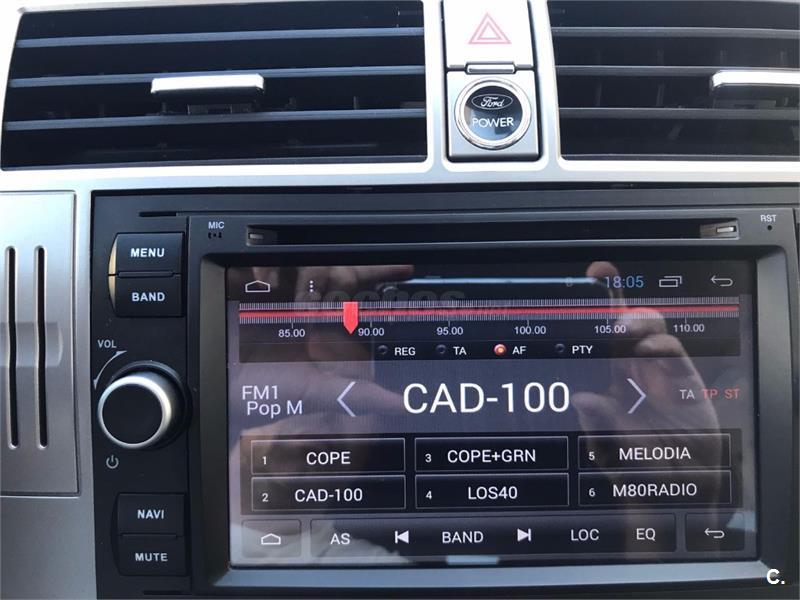 Ford
POWER
MIC
RST
MENU
BAND
VOL
NAVI
MUTE
18:05
85.00 90.00 95.00 100.00 105.00 110.00
REG TA AF PTY
FM1
Pop M
CAD-100
TA TP ST
1 COPE
3 COPE+GRN
5 MELODIA
2 CAD-100
4 LOS40
6 M80RADIO
AS BAND LOC EQ
C.